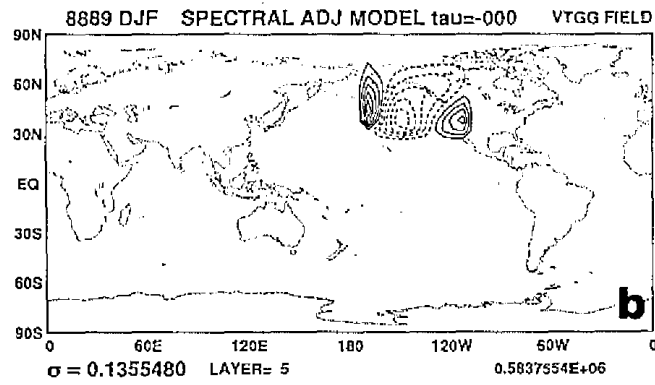 8889 DJF SPECTRAL ADJ MODEL tau=-000 VTGG FIELD
90N
60N
30N
EQ
30S
60S
90S
b
0 60E 120E 180 120W 60W 0
σ = 0.1355480 LAYER= 5 0.5837554E+06